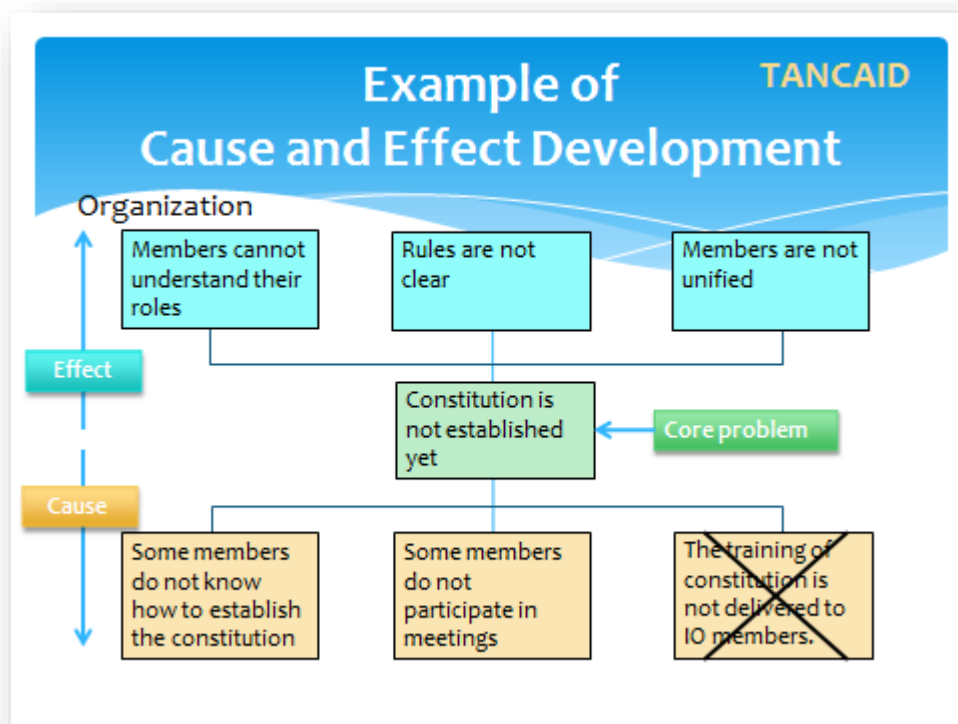 Example of
TANCAID
Cause and Effect Development
Organization
Members cannot
understand their
roles
Rules are not
clear
Members are not
unified
Effect
Constitution is
not established
yet
Core problem
Cause
Some members
do not know
how to establish
the constitution
Some members
do not
participate in
meetings
The training of
constitution is
not delivered to
IO members.